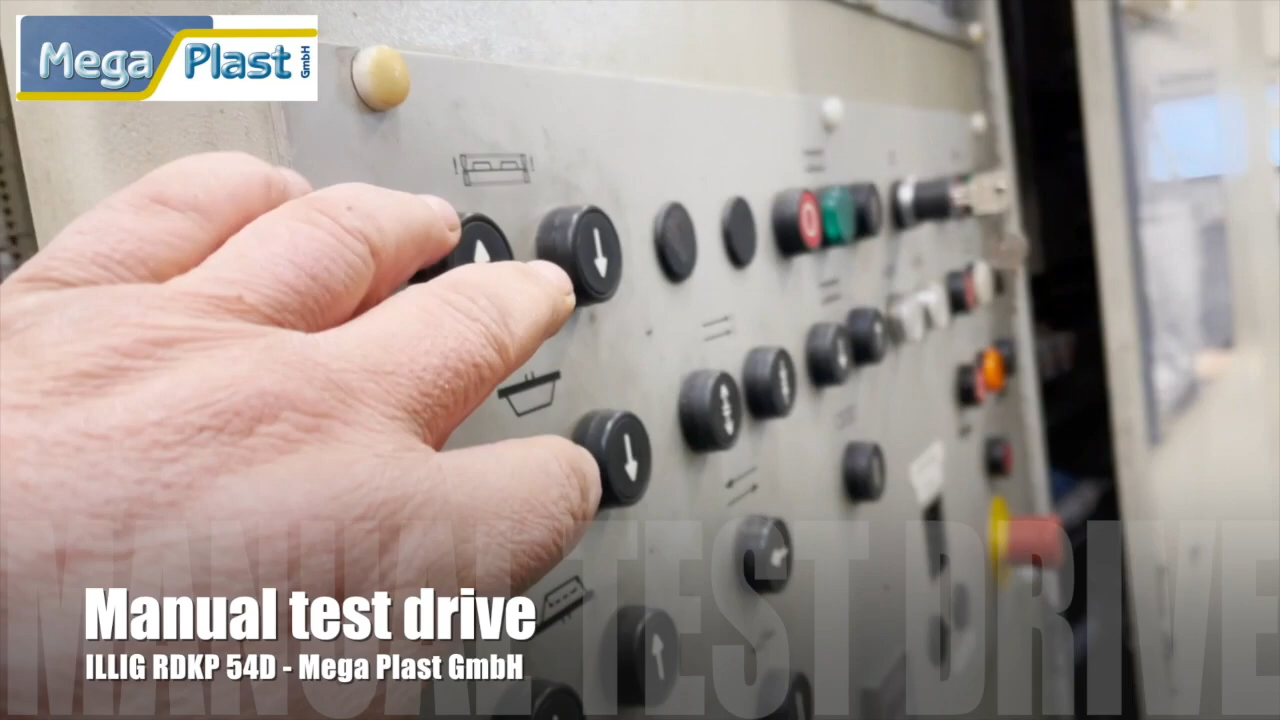 Mega Plast GmbH
MANUAL TEST DRIVE
Manual test drive
ILLIG RDKP 54D - Mega Plast GmbH